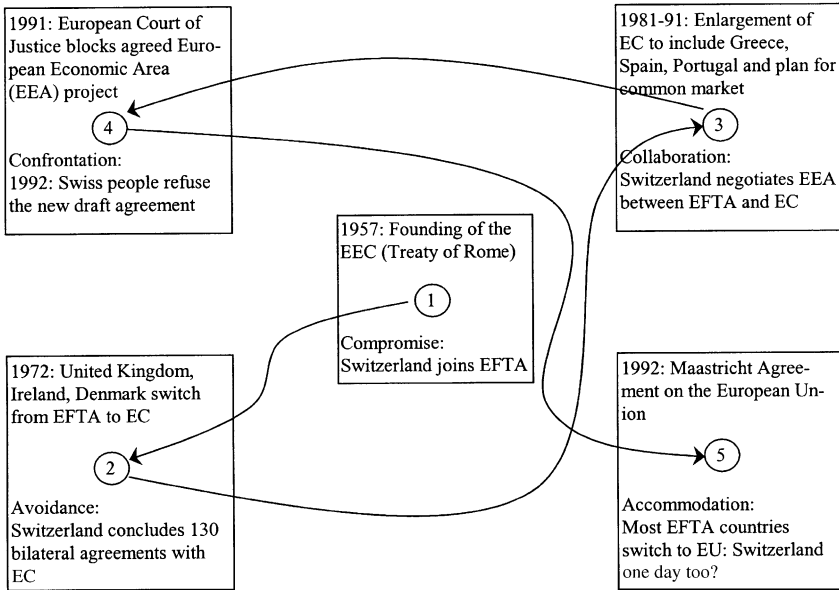 1991: European Court of
Justice blocks agreed Euro-
pean Economic Area
(EEA) project
4
Confrontation:
1992: Swiss people refuse
the new draft agreement
1981-91: Enlargement of
EC to include Greece,
Spain, Portugal and plan for
common market
3
Collaboration:
Switzerland negotiates EEA
between EFTA and EC
1957: Founding of the
EEC (Treaty of Rome)
1
Compromise:
Switzerland joins EFTA
1972: United Kingdom,
Ireland, Denmark switch
from EFTA to EC
2
Avoidance:
Switzerland concludes 130
bilateral agreements with
EC
1992: Maastricht Agree-
ment on the European Un-
ion
5
Accommodation:
Most EFTA countries
switch to EU: Switzerland
one day too?